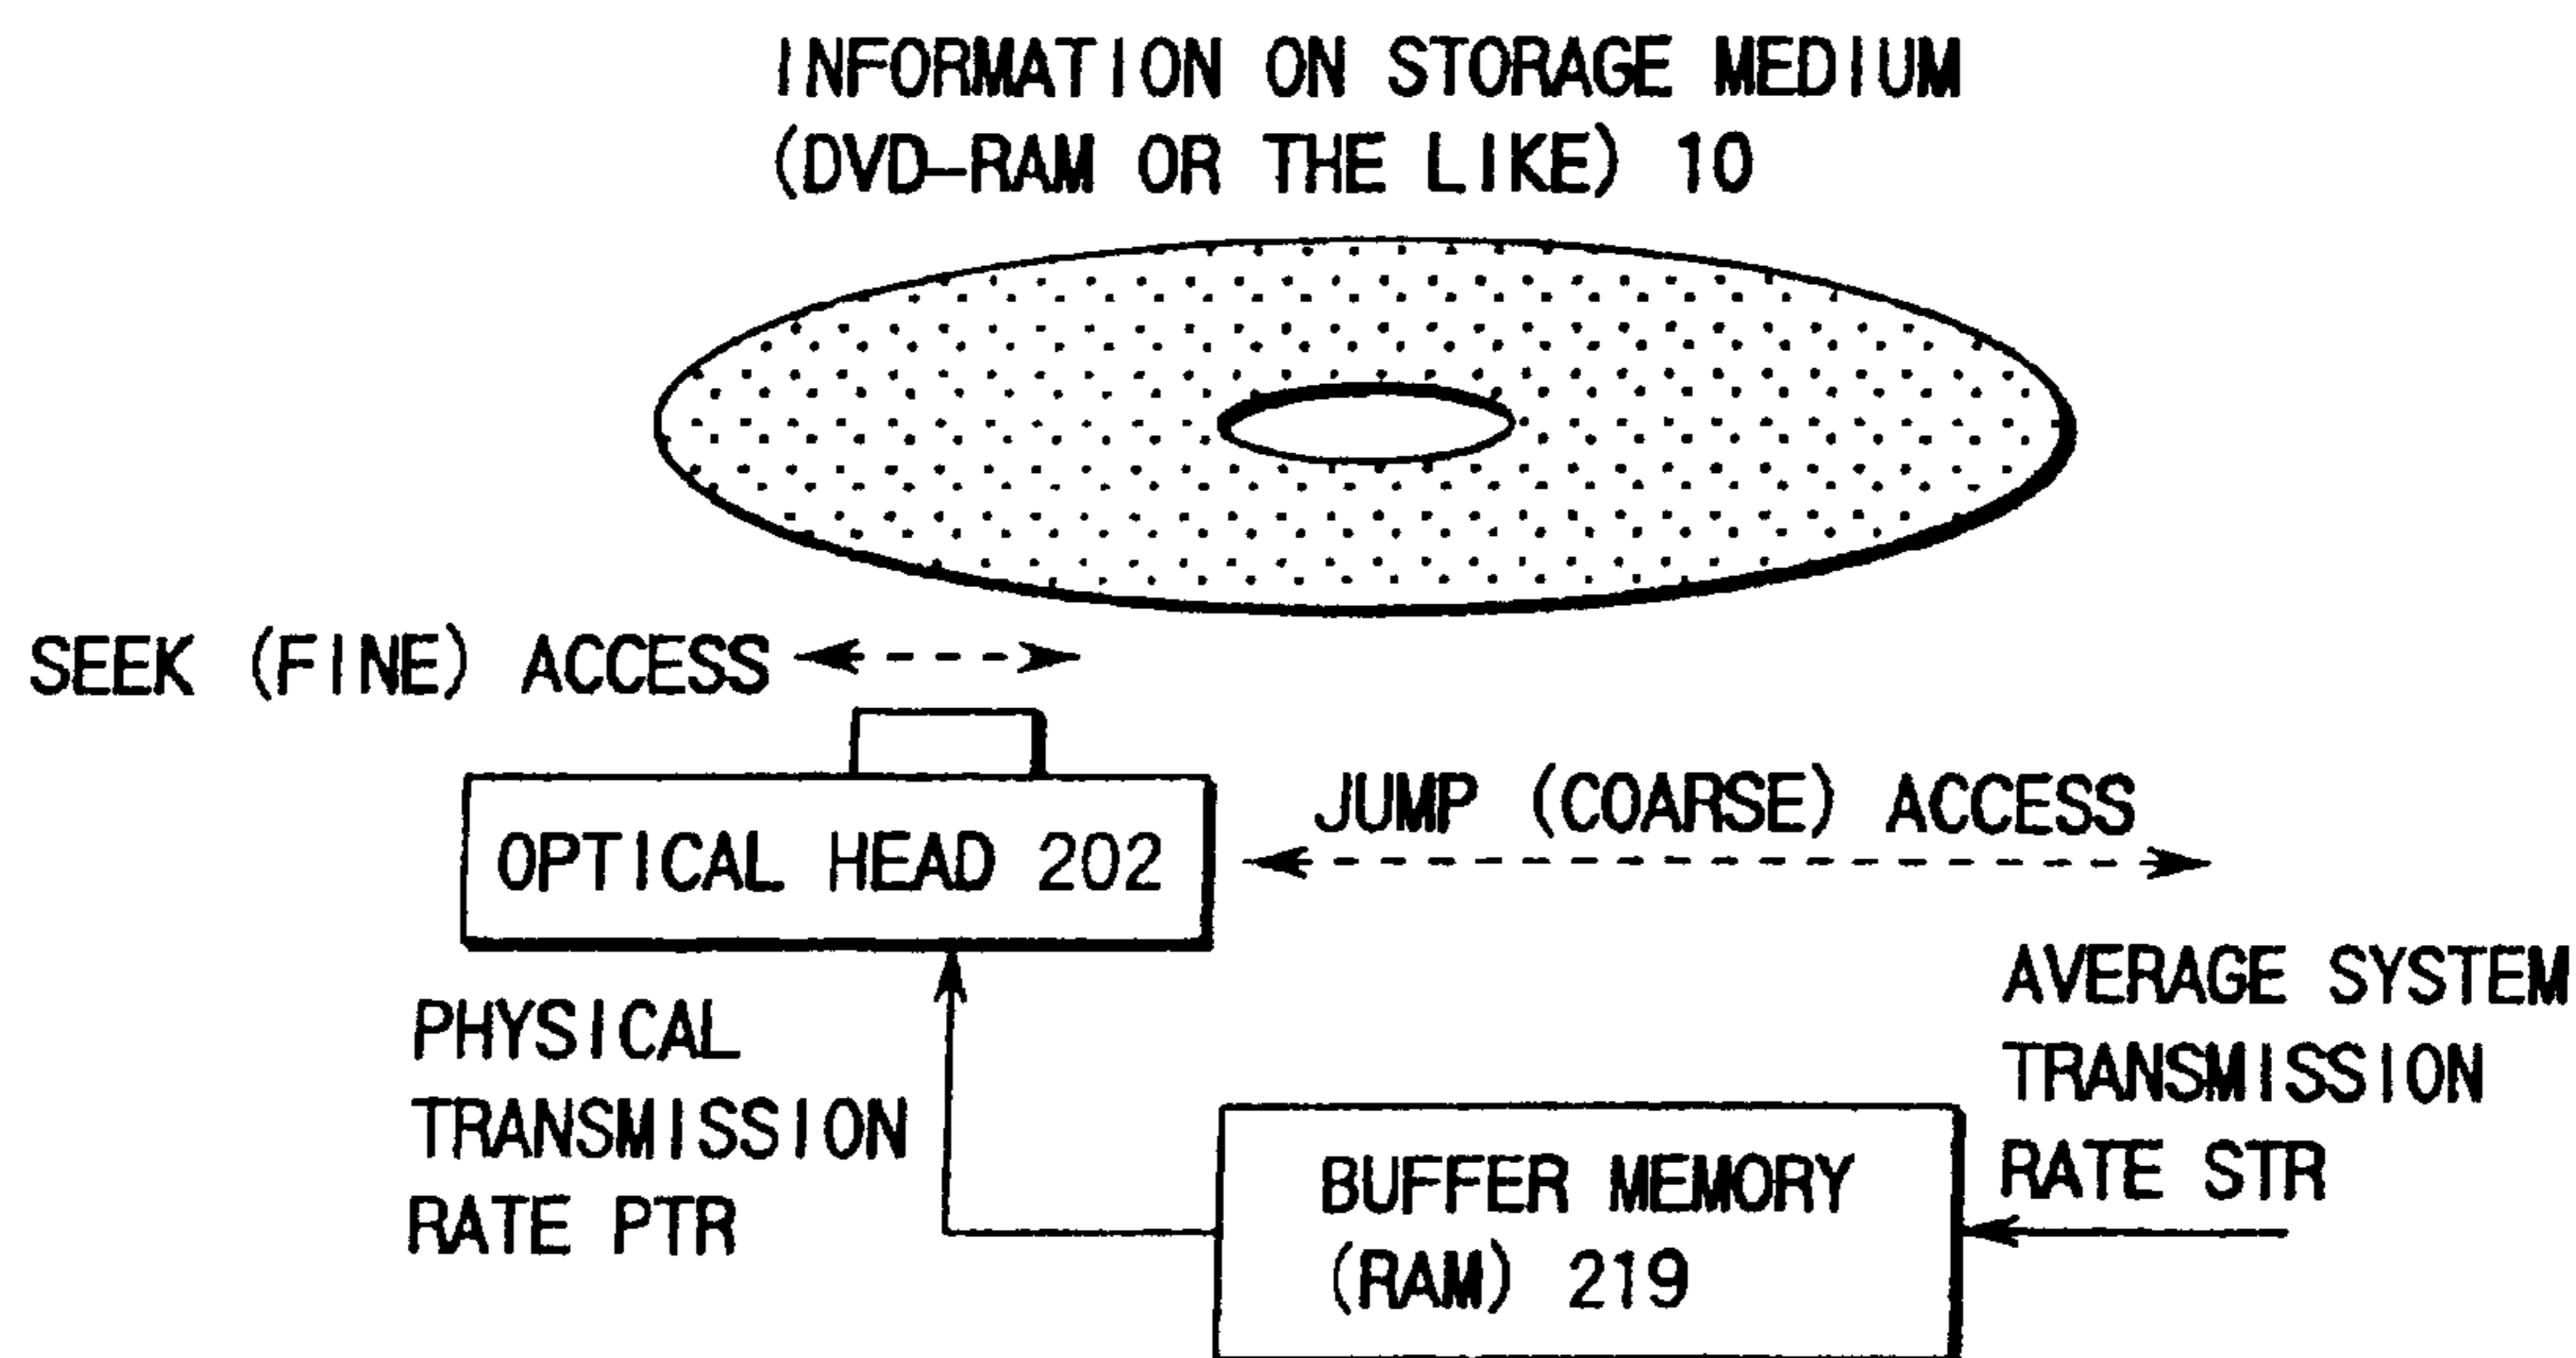 INFORMATION ON STORAGE MEDIUM
(DVD-RAM OR THE LIKE) 10
SEEK (FINE) ACCESS
OPTICAL HEAD 202
JUMP (COARSE) ACCESS
PHYSICAL
TRANSMISSION
RATE PTR
AVERAGE SYSTEM
TRANSMISSION
RATE STR
BUFFER MEMORY
(RAM) 219